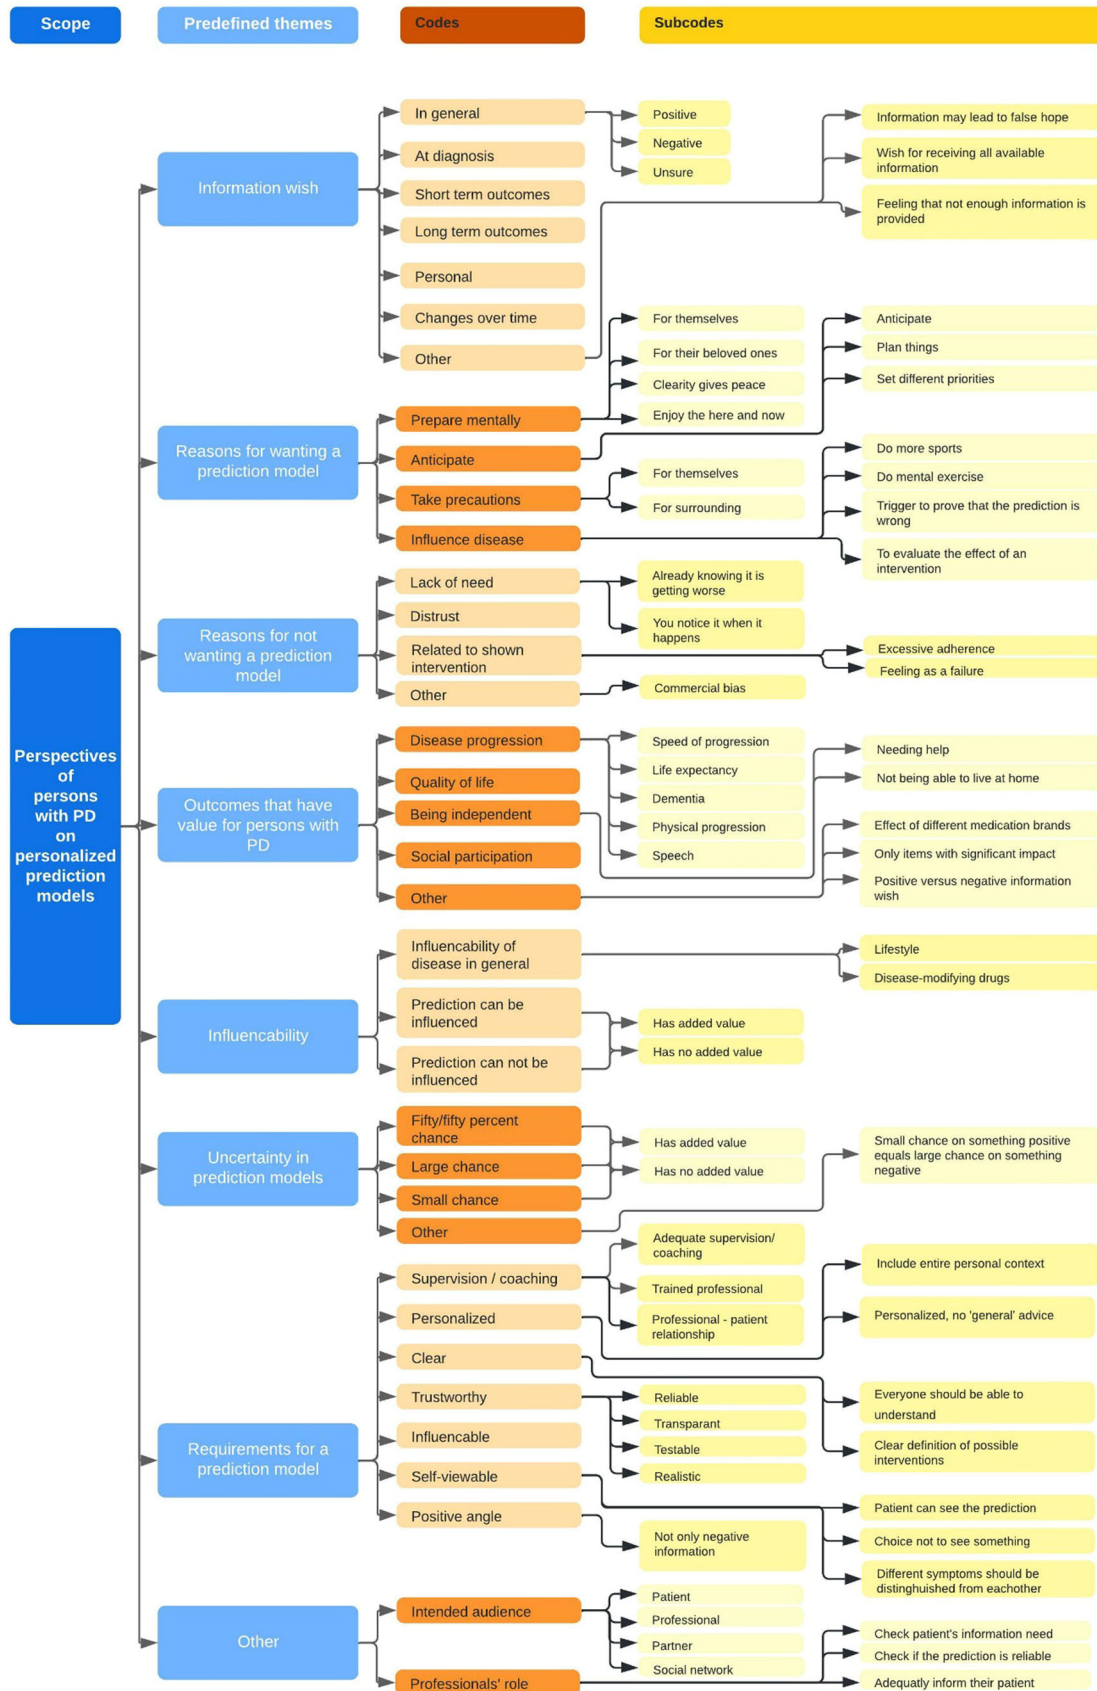 Scope
Predefined themes
Codes
Subcodes
Perspectives
of
persons
with PD
on
personalized
prediction
models
Information wish
In general
Positive
Negative
Unsure
At diagnosis
Short term outcomes
Long term outcomes
Personal
Changes over time
Other
Information may lead to false hope
Wish for receiving all available
information
Feeling that not enough information is
provided
Reasons for wanting a
prediction model
Prepare mentally
For themselves
For their beloved ones
Clearity gives peace
Enjoy the here and now
Anticipate
Anticipate
Plan things
Set different priorities
Take precautions
For themselves
For surrounding
Influence disease
Do more sports
Do mental exercise
Trigger to prove that the prediction is
wrong
To evaluate the effect of an
intervention
Reasons for not
wanting a prediction
model
Lack of need
Already knowing it is
getting worse
You notice it when it
happens
Distrust
Related to shown
intervention
Excessive adherence
Feeling as a failure
Other
Commercial bias
Outcomes that have
value for persons with
PD
Disease progression
Speed of progression
Life expectancy
Dementia
Physical progression
Speech
Quality of life
Being independent
Needing help
Not being able to live at home
Social participation
Other
Effect of different medication brands
Only items with significant impact
Positive versus negative information
wish
Influencability
Influencability of
disease in general
Lifestyle
Disease-modifying drugs
Prediction can be
influenced
Prediction can not be
influenced
Has added value
Has no added value
Uncertainty in
prediction models
Fifty/fifty percent
chance
Large chance
Small chance
Has added value
Has no added value
Other
Small chance on something positive
equals large chance on something
negative
Requirements for a
prediction model
Supervision / coaching
Adequate supervision/
coaching
Trained professional
Professional - patient
relationship
Personalized
Include entire personal context
Personalized, no 'general' advice
Clear
Everyone should be able to
understand
Clear definition of possible
interventions
Trustworthy
Reliable
Transparant
Testable
Realistic
Influencable
Self-viewable
Patient can see the prediction
Choice not to see something
Different symptoms should be
distinghuished from eachother
Positive angle
Not only negative
information
Other
Intended audience
Patient
Professional
Partner
Social network
Professionals' role
Check patient's information need
Check if the prediction is reliable
Adequatly inform their patient